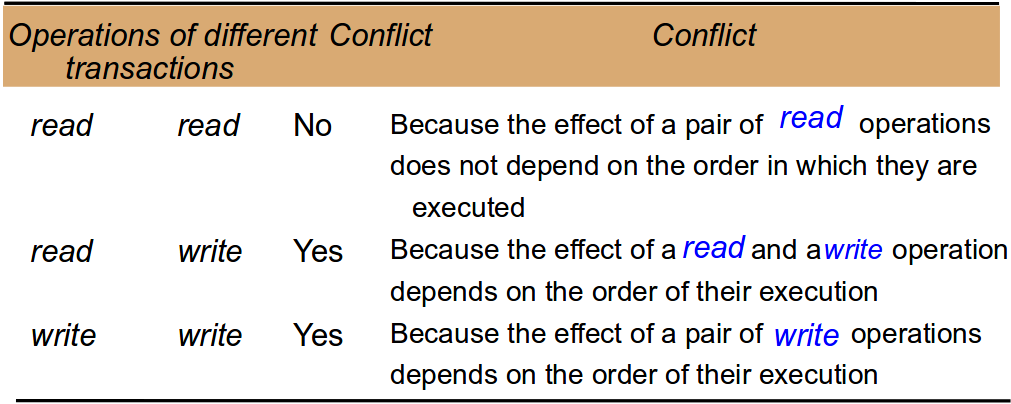 Operations of different Conflict Conflict
transactions
read read No Because the effect of a pair of read operations
does not depend on the order in which they are
executed
read write Yes Because the effect of a read and a write operation
depends on the order of their execution
write write Yes Because the effect of a pair of write operations
depends on the order of their execution